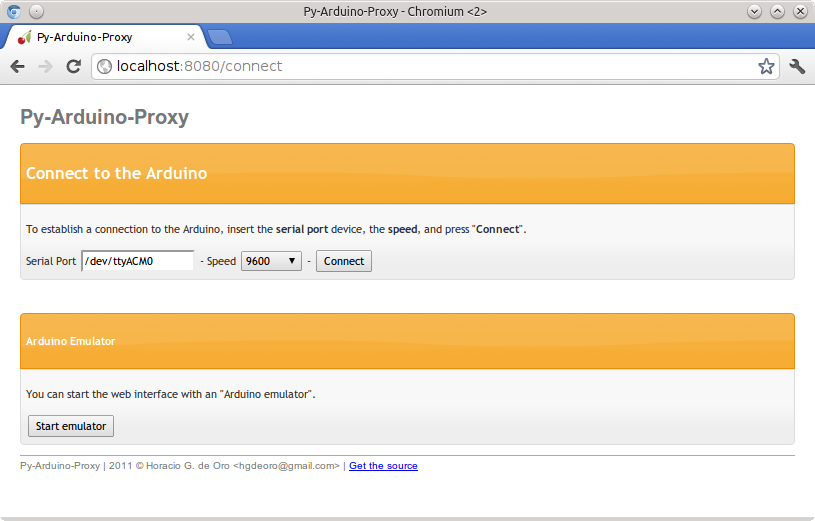 Py-Arduino-Proxy - Chromium <2>
Py-Arduino-Proxy
localhost:8080/connect
Py-Arduino-Proxy
Connect to the Arduino
To establish a connection to the Arduino, insert the serial port device, the speed, and press "Connect".
Serial Port /dev/ttyACM0 - Speed 9600 - Connect
Arduino Emulator
You can start the web interface with an "Arduino emulator".
Start emulator
Py-Arduino-Proxy | 2011 © Horacio G. de Oro <hgdeoro@gmail.com> | Get the source